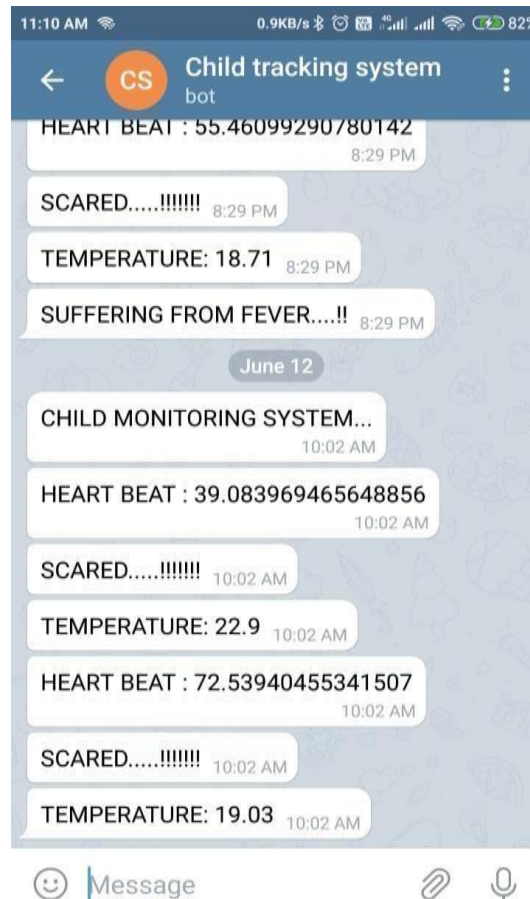 11:10 AM 0.9KB/s 4G 82%
CS Child tracking system
bot
HEART BEAT : 55.46099290780142
8:29 PM
SCARED.....!!!!!!! 8:29 PM
TEMPERATURE: 18.71 8:29 PM
SUFFERING FROM FEVER....!! 8:29 PM
June 12
CHILD MONITORING SYSTEM...
10:02 AM
HEART BEAT : 39.083969465648856
10:02 AM
SCARED.....!!!!!!! 10:02 AM
TEMPERATURE: 22.9 10:02 AM
HEART BEAT : 72.53940455341507
10:02 AM
SCARED.....!!!!!!! 10:02 AM
TEMPERATURE: 19.03 10:02 AM
Message